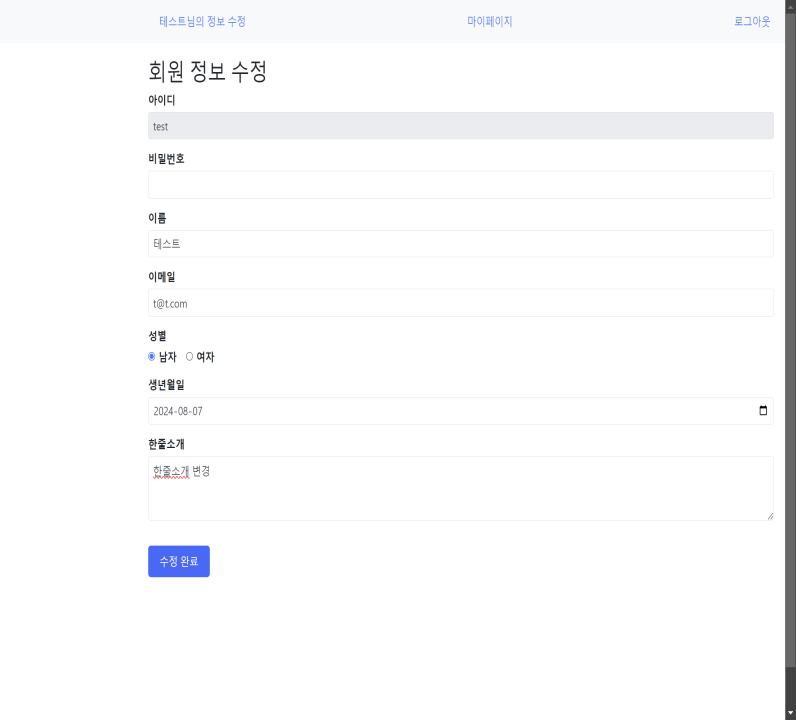 테스트님의 정보 수정 마이페이지 로그아웃
회원 정보 수정
아이디
test
비밀번호
이름
테스트
이메일
t@t.com
성별
남자 여자
생년월일
2024-08-07
한줄소개
한줄소개 변경
수정 완료